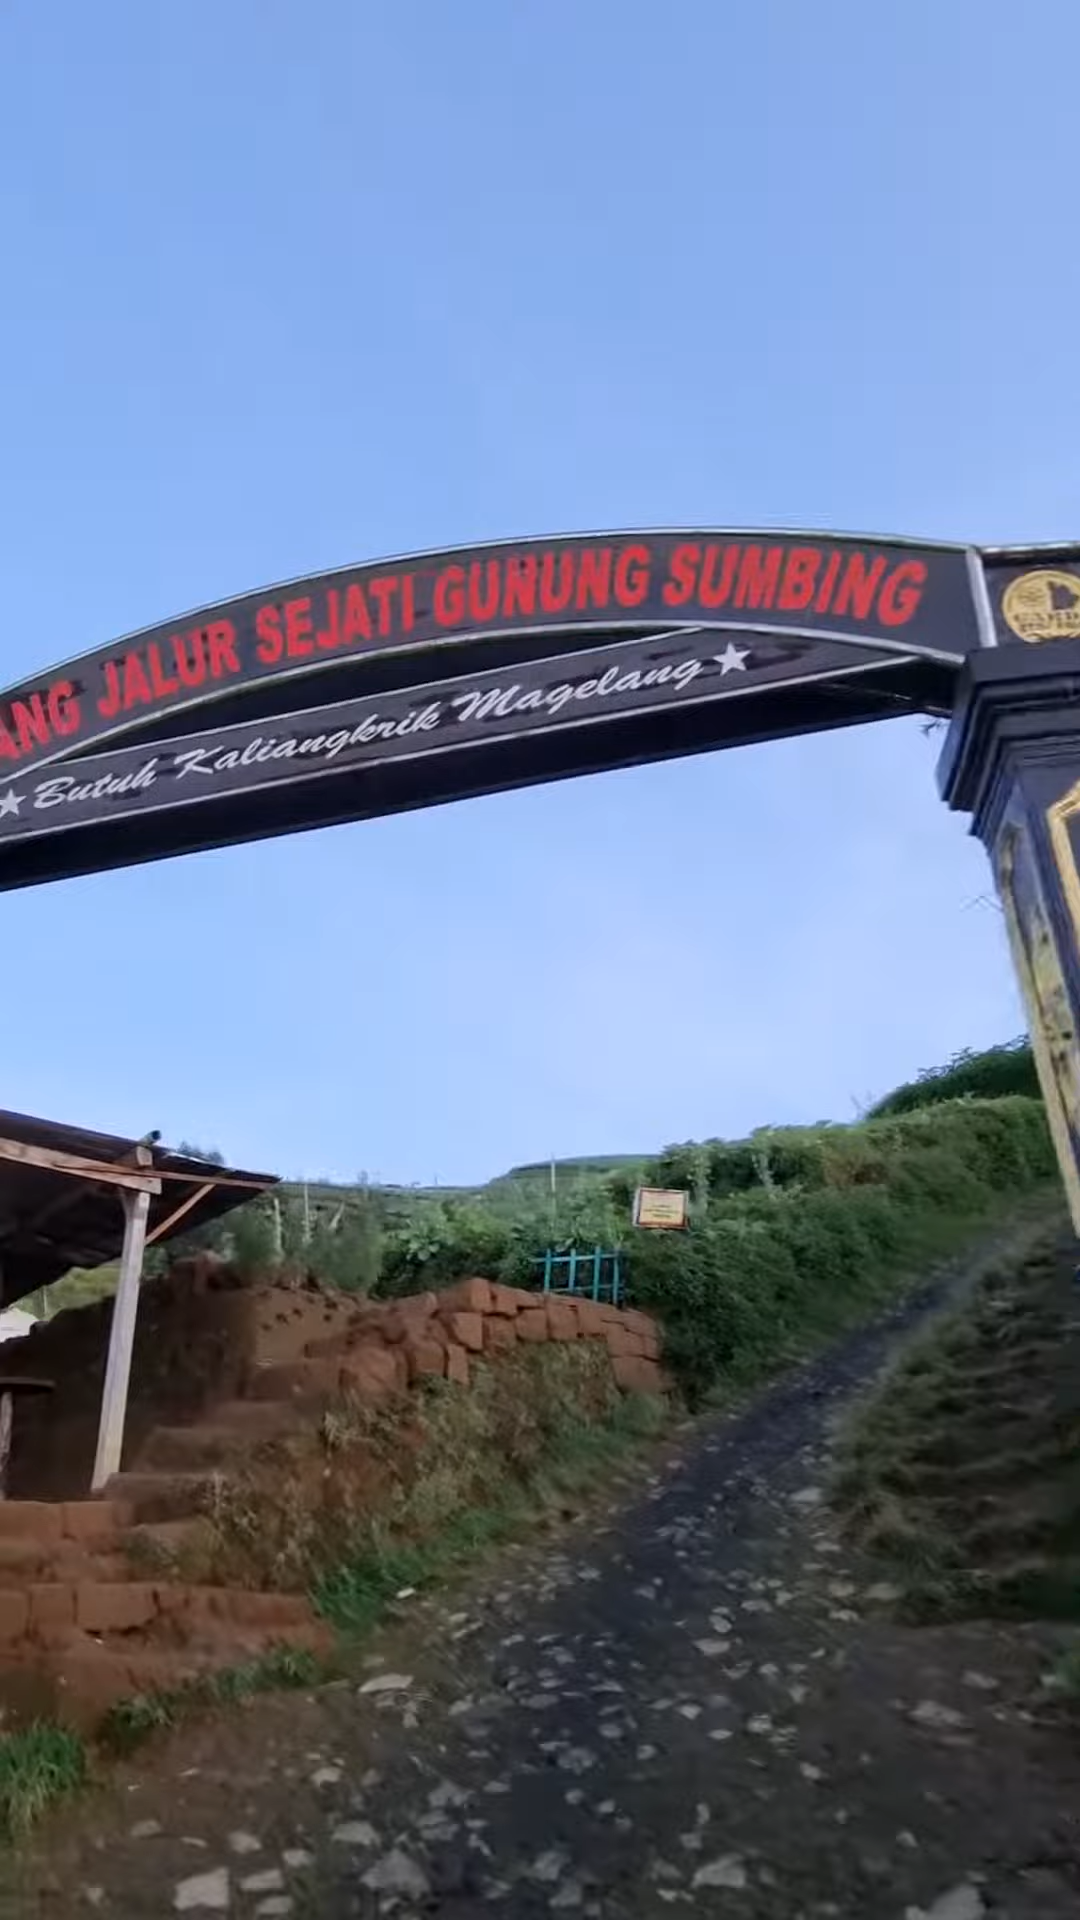 ANG JALUR SEJATI GUNUNG SUMBING
★ Butuh Kaliangkrik Magelang ★